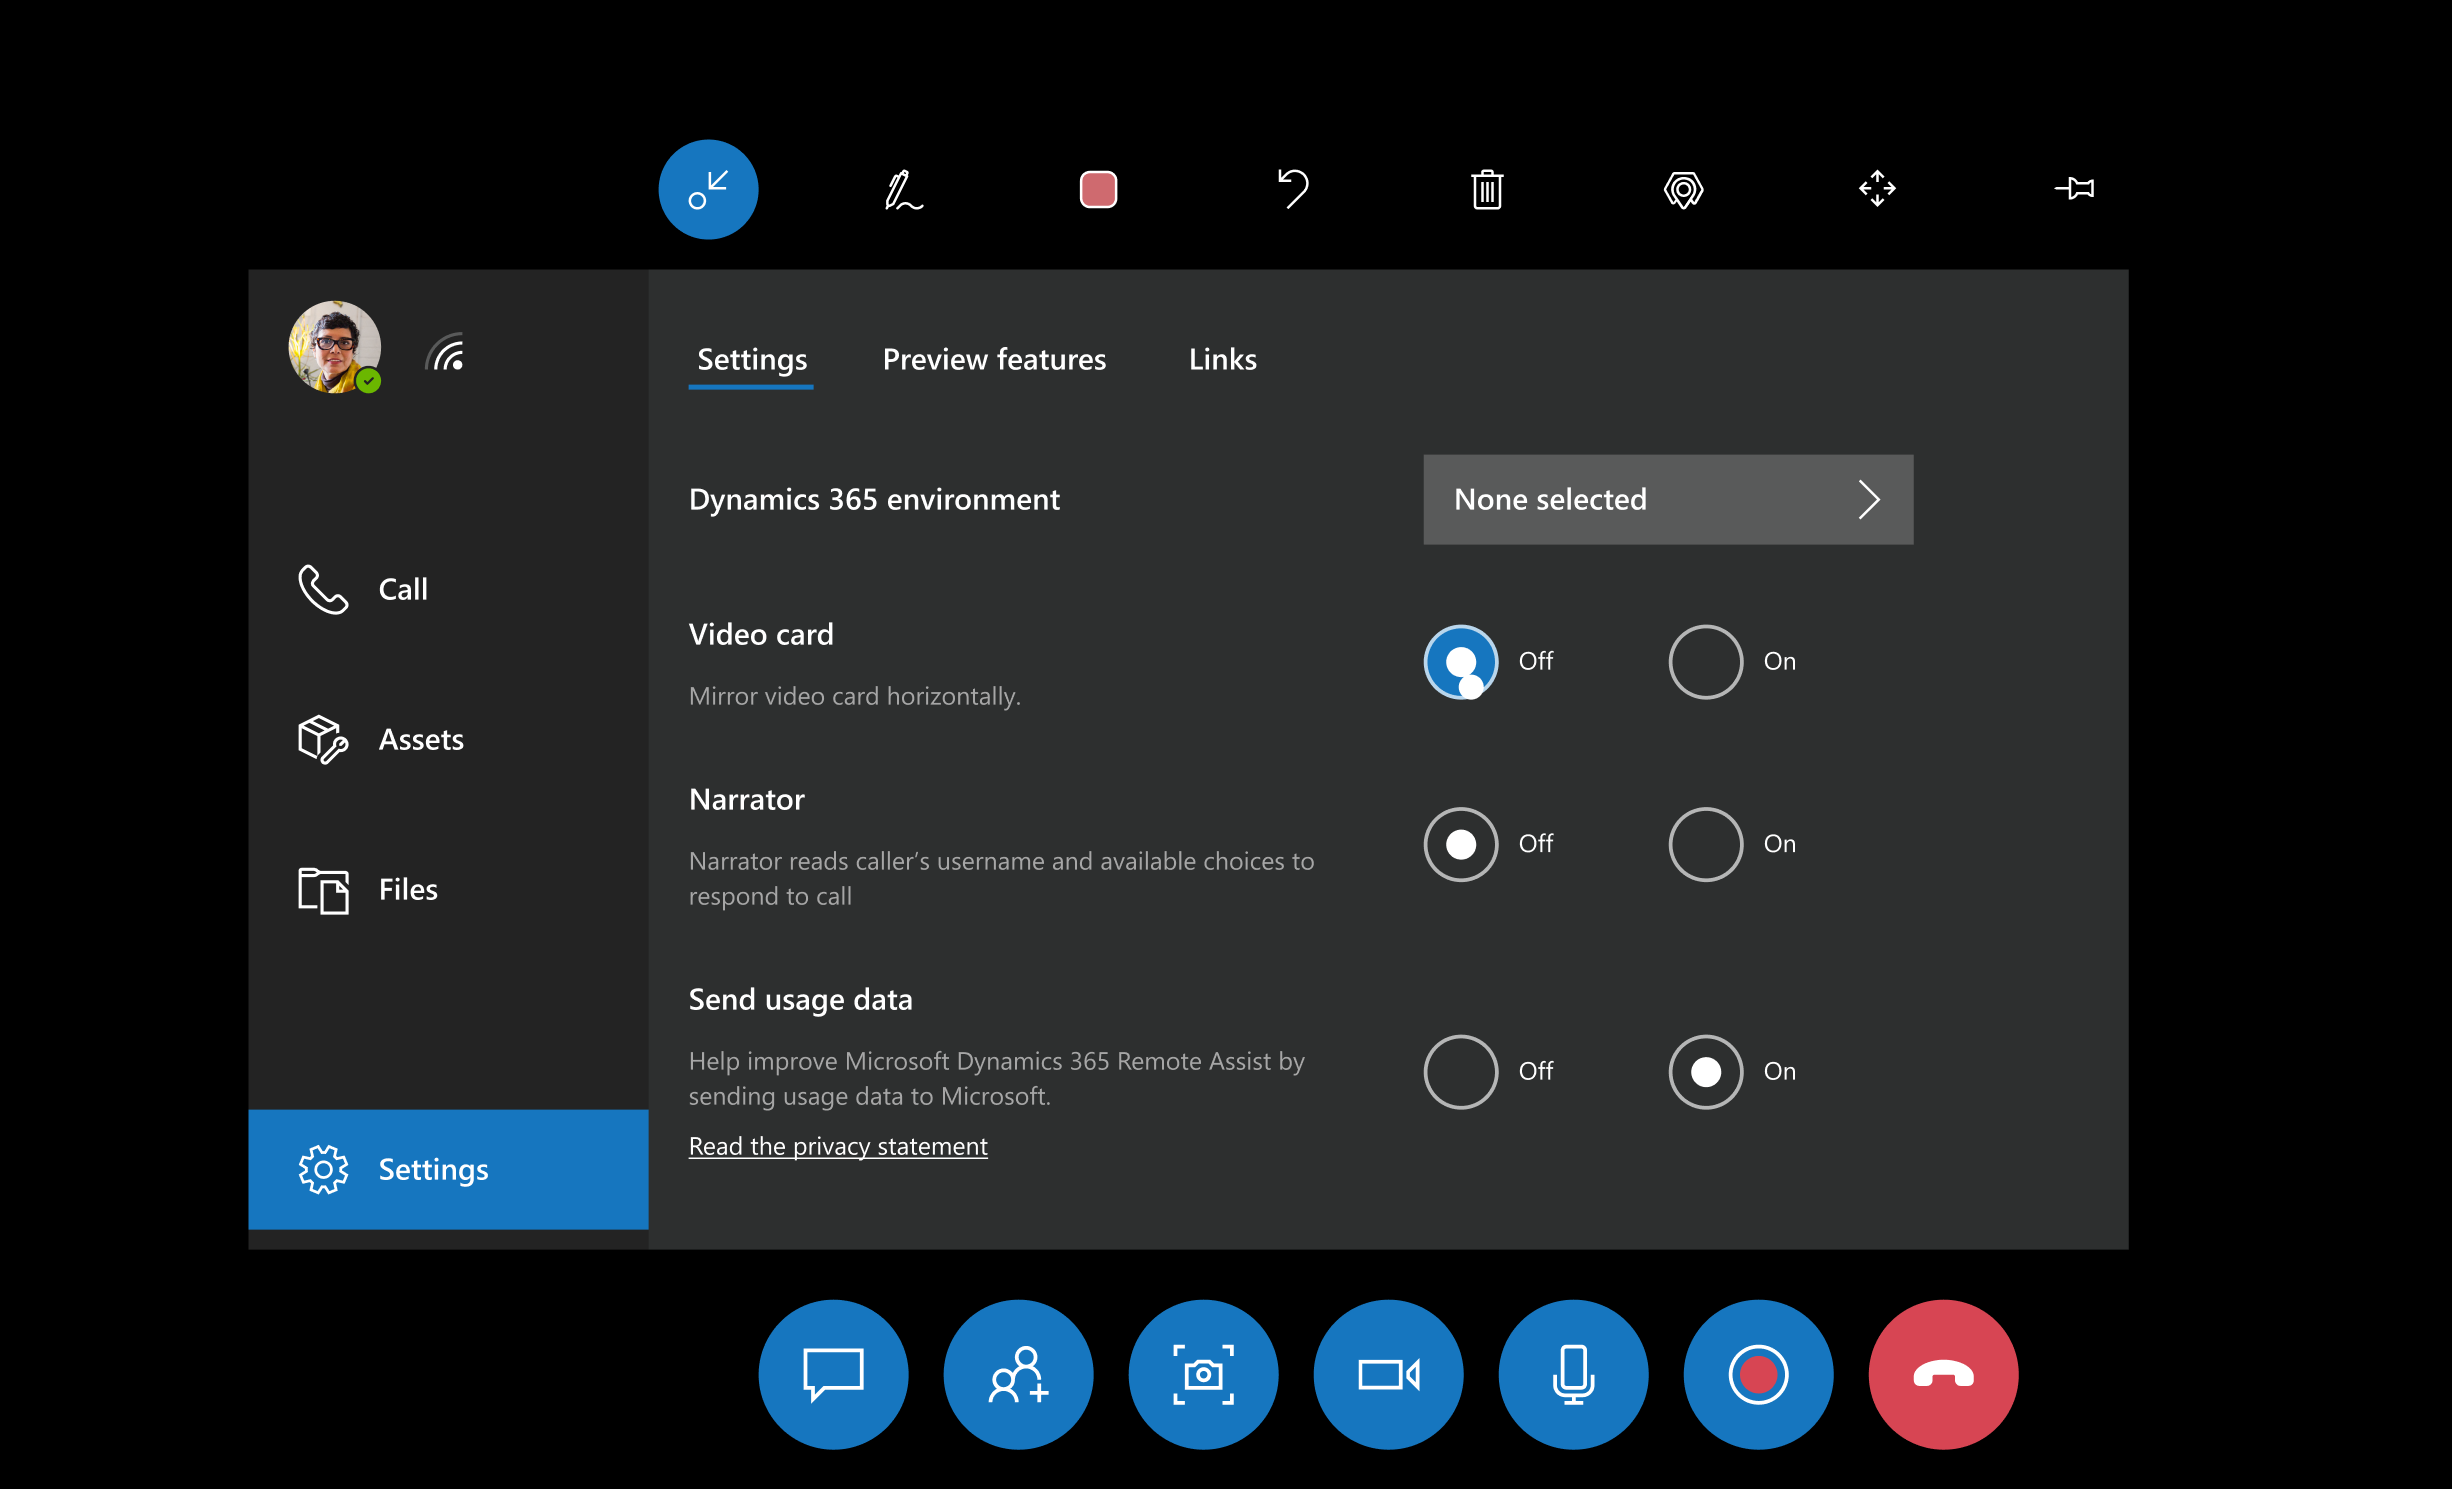 Settings
Preview features
Links
Dynamics 365 environment
None selected
Call
Video card
Off
On
Mirror video card horizontally.
Assets
Narrator
Off
On
Narrator reads caller’s username and available choices to
respond to call
Files
Send usage data
Help improve Microsoft Dynamics 365 Remote Assist by
sending usage data to Microsoft.
Off
On
Read the privacy statement
Settings